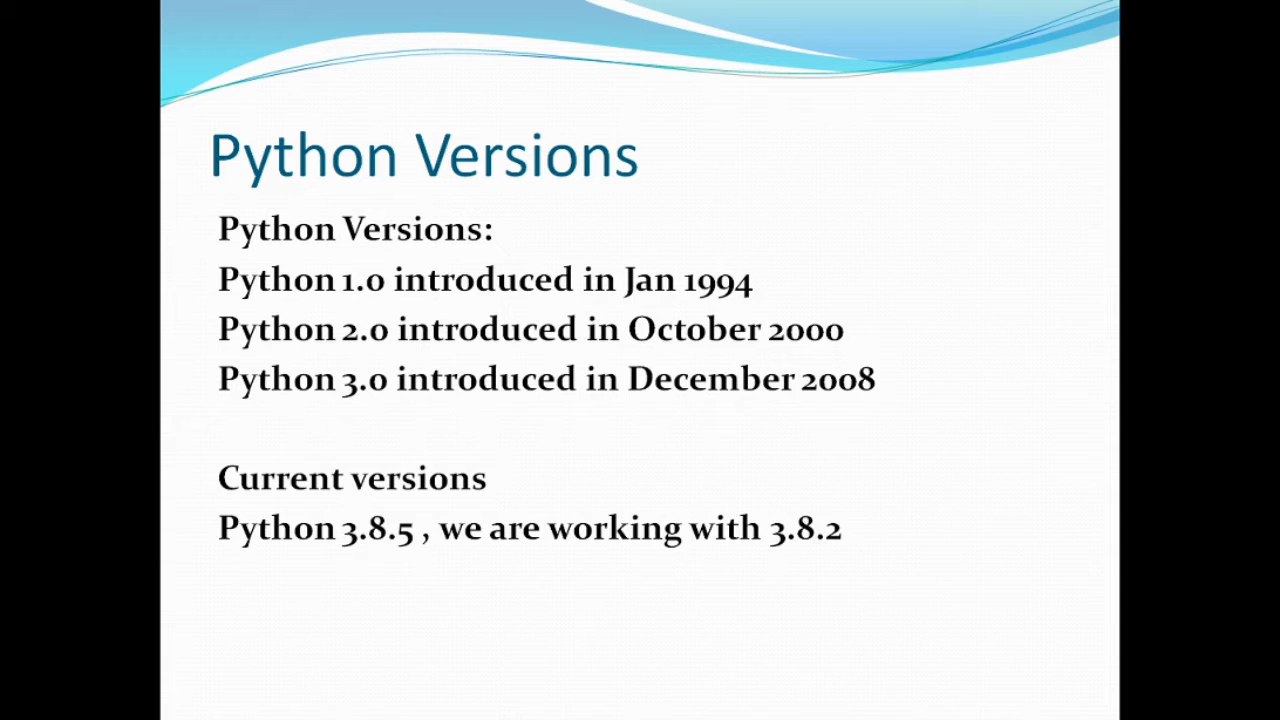 Python Versions
Python Versions:
Python 1.0 introduced in Jan 1994
Python 2.0 introduced in October 2000
Python 3.0 introduced in December 2008
Current versions
Python 3.8.5 , we are working with 3.8.2